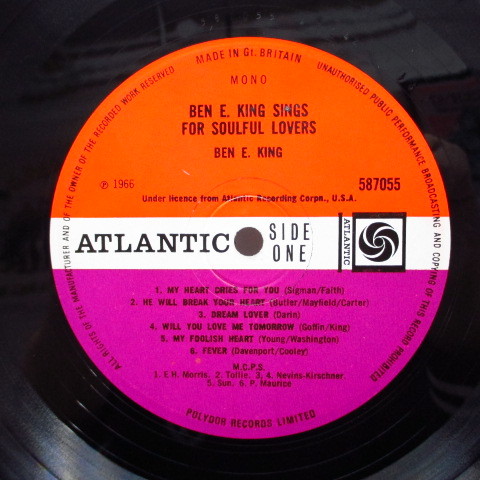 MADE IN Gt. BRITAIN
ALL RIGHTS OF THE MANUFACTURER AND OF THE OWNER OF THE RECORDED WORK RESERVED
UNAUTHORISED PUBLIC PERFORMANCE BROADCASTING AND COPYING OF THIS RECORD PROHIBITED
MONO
BEN E. KING SINGS
FOR SOULFUL LOVERS
BEN E. KING
℗ 1966
587055
Under licence from Atlantic Recording Corpn., U.S.A.
ATLANTIC
SIDE
ONE
ATLANTIC
1. MY HEART CRIES FOR YOU (Sigman/Faith)
2. HE WILL BREAK YOUR HEART (Butler/Mayfield/Carter)
3. DREAM LOVER (Darin)
4. WILL YOU LOVE ME TOMORROW (Goffin/King)
5. MY FOOLISH HEART (Young/Washington)
6. FEVER (Davenport/Cooley)
M.C.P.S.
1. E.H. Morris. 2. Tollie. 3. 4. Nevins-Kirschner.
5. Sun. 6. P. Maurice
POLYDOR RECORDS LIMITED